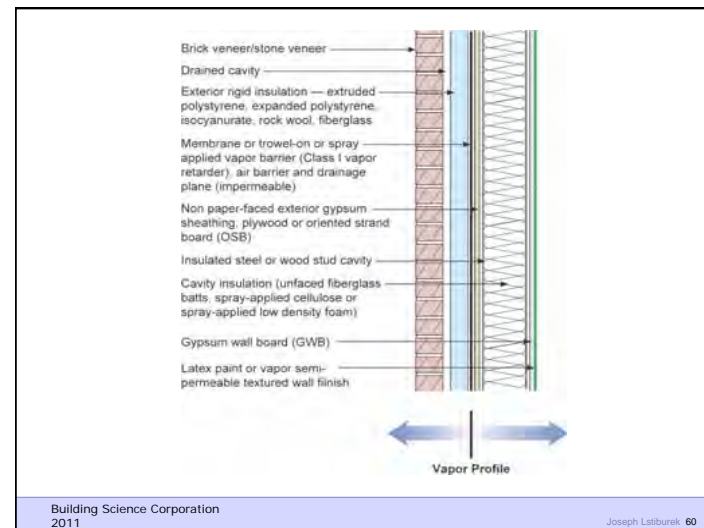 Brick veneer/stone veneer
Drained cavity
Exterior rigid insulation — extruded
polystyrene, expanded polystyrene,
isocyanurate, rock wool, fiberglass
Membrane or trowel-on or spray
applied vapor barrier (Class I vapor
retarder), air barrier and drainage
plane (impermeable)
Non paper-faced exterior gypsum
sheathing, plywood or oriented strand
board (OSB)
Insulated steel or wood stud cavity
Cavity insulation (unfaced fiberglass
batts, spray-applied cellulose or
spray-applied low density foam)
Gypsum wall board (GWB)
Latex paint or vapor semi-
permeable textured wall fiinish
Vapor Profile
Building Science Corporation
2011
Joseph Lstiburek 60